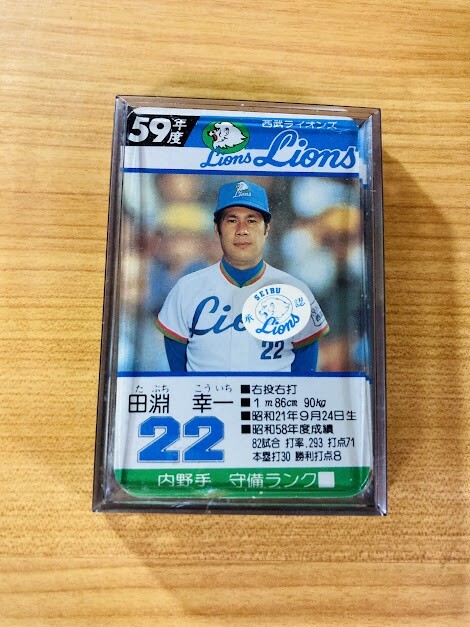 59年度
西武ライオンズ
Lions Lions
Lions
Lio
SEIBU
承認
Lions
22
たぶち こういち
田淵 幸一
22
■右投右打
■1m86cm 90kg
■昭和21年9月24日生
■昭和58年度成績
82試合 打率.293 打点71
本塁打30 勝利打点8
内野手 守備ランク